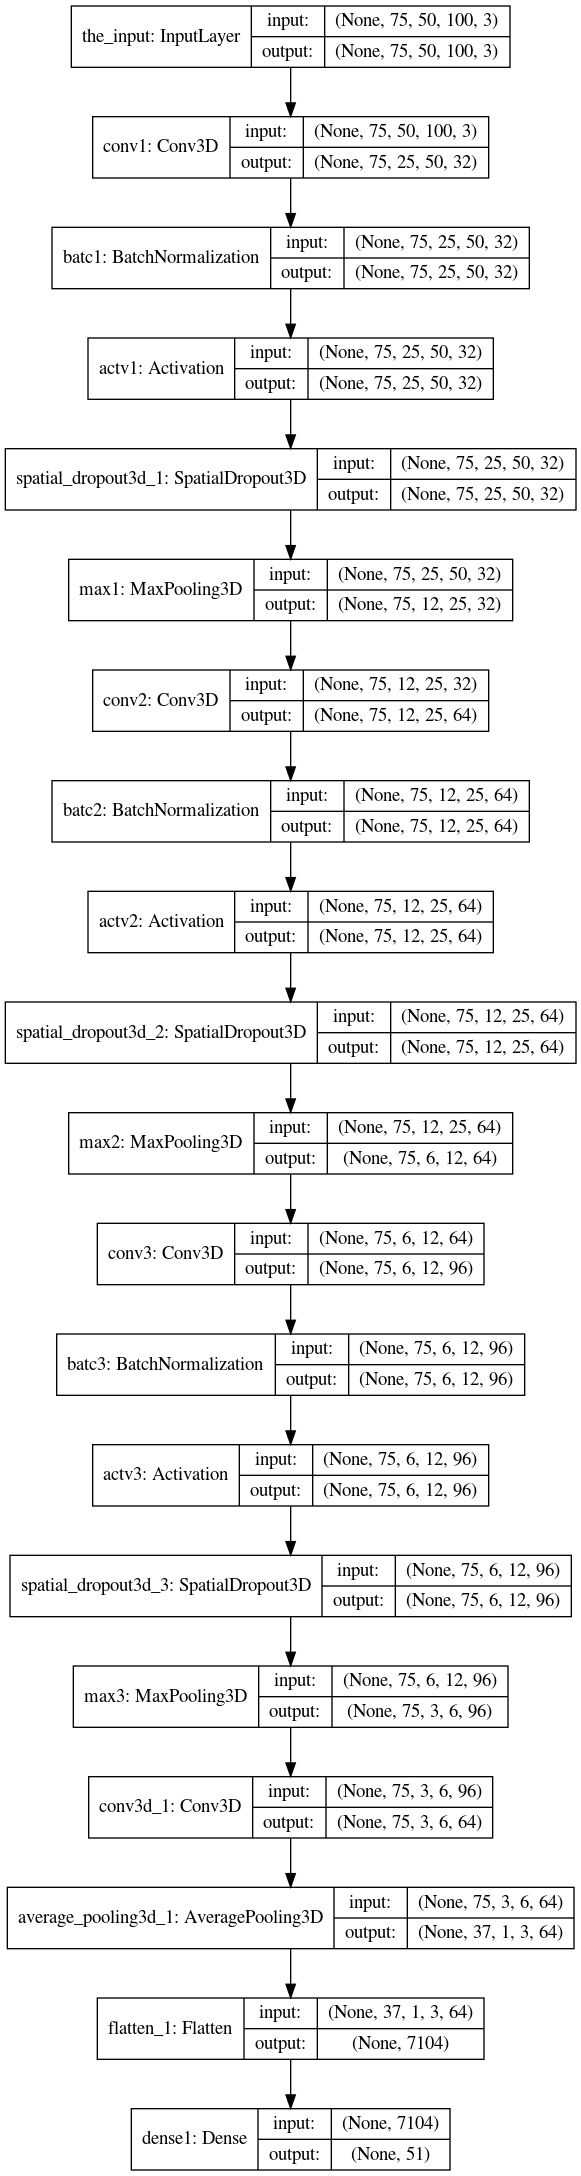 the_input: InputLayer
input: (None, 75, 50, 100, 3)
output: (None, 75, 50, 100, 3)
conv1: Conv3D
input: (None, 75, 50, 100, 3)
output: (None, 75, 25, 50, 32)
batc1: BatchNormalization
input: (None, 75, 25, 50, 32)
output: (None, 75, 25, 50, 32)
actv1: Activation
input: (None, 75, 25, 50, 32)
output: (None, 75, 25, 50, 32)
spatial_dropout3d_1: SpatialDropout3D
input: (None, 75, 25, 50, 32)
output: (None, 75, 25, 50, 32)
max1: MaxPooling3D
input: (None, 75, 25, 50, 32)
output: (None, 75, 12, 25, 32)
conv2: Conv3D
input: (None, 75, 12, 25, 32)
output: (None, 75, 12, 25, 64)
batc2: BatchNormalization
input: (None, 75, 12, 25, 64)
output: (None, 75, 12, 25, 64)
actv2: Activation
input: (None, 75, 12, 25, 64)
output: (None, 75, 12, 25, 64)
spatial_dropout3d_2: SpatialDropout3D
input: (None, 75, 12, 25, 64)
output: (None, 75, 12, 25, 64)
max2: MaxPooling3D
input: (None, 75, 12, 25, 64)
output: (None, 75, 6, 12, 64)
conv3: Conv3D
input: (None, 75, 6, 12, 64)
output: (None, 75, 6, 12, 96)
batc3: BatchNormalization
input: (None, 75, 6, 12, 96)
output: (None, 75, 6, 12, 96)
actv3: Activation
input: (None, 75, 6, 12, 96)
output: (None, 75, 6, 12, 96)
spatial_dropout3d_3: SpatialDropout3D
input: (None, 75, 6, 12, 96)
output: (None, 75, 6, 12, 96)
max3: MaxPooling3D
input: (None, 75, 6, 12, 96)
output: (None, 75, 3, 6, 96)
conv3d_1: Conv3D
input: (None, 75, 3, 6, 96)
output: (None, 75, 3, 6, 64)
average_pooling3d_1: AveragePooling3D
input: (None, 75, 3, 6, 64)
output: (None, 37, 1, 3, 64)
flatten_1: Flatten
input: (None, 37, 1, 3, 64)
output: (None, 7104)
dense1: Dense
input: (None, 7104)
output: (None, 51)